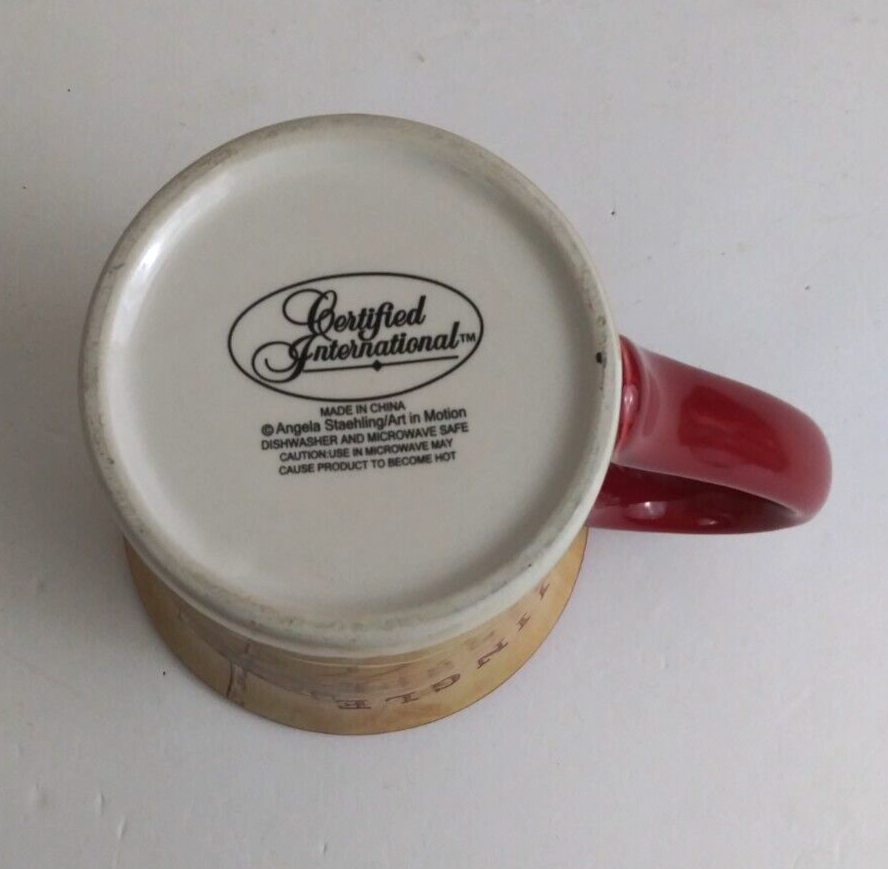 Certified
International™
MADE IN CHINA
© Angela Staehling/Art in Motion
DISHWASHER AND MICROWAVE SAFE
CAUTION:USE IN MICROWAVE MAY
CAUSE PRODUCT TO BECOME HOT
JINGLE